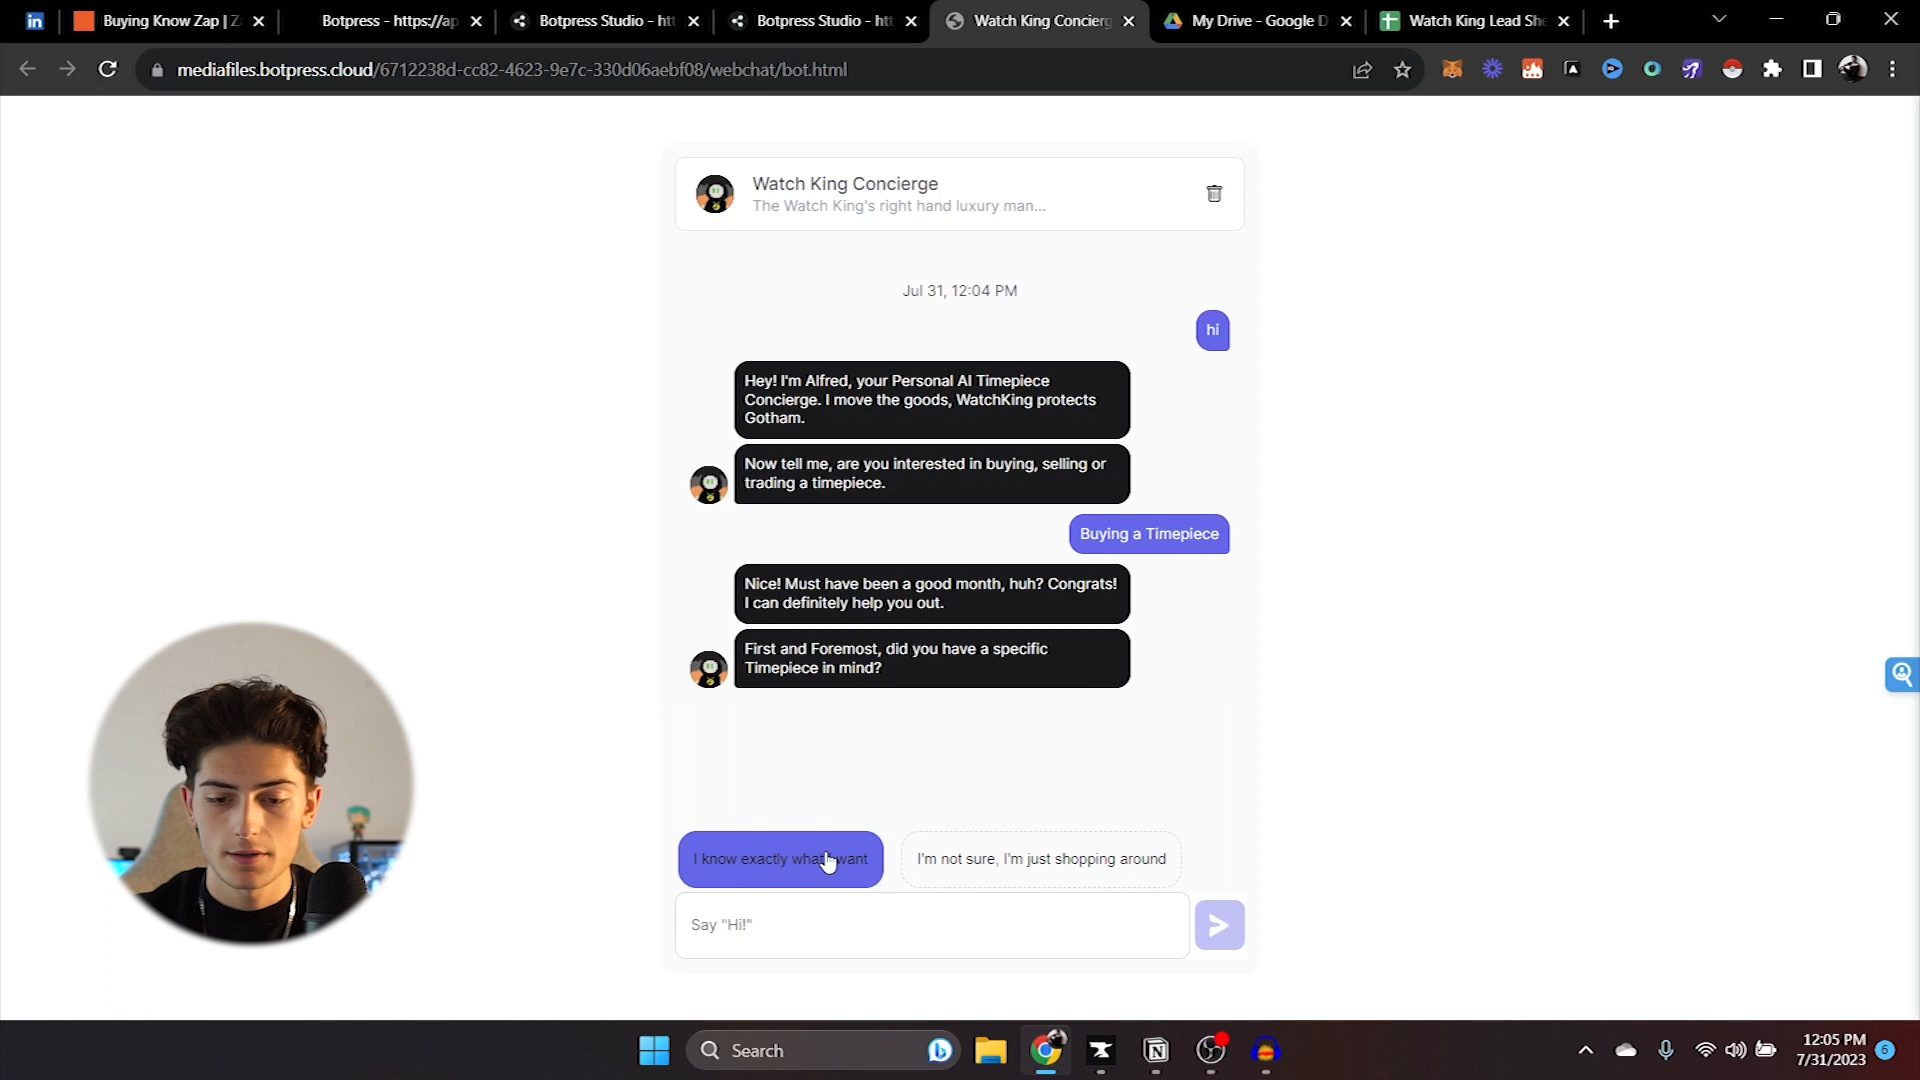 Buying Know Zap | Z
Botpress - https://ap
Botpress Studio - htt
Botpress Studio - htt
Watch King Concierg
My Drive - Google D
Watch King Lead She
mediafiles.botpress.cloud/6712238d-cc82-4623-9e7c-330d06aebf08/webchat/bot.html
Watch King Concierge
The Watch King's right hand luxury man...
Jul 31, 12:04 PM
hi
Hey! I'm Alfred, your Personal AI Timepiece
Concierge. I move the goods, WatchKing protects
Gotham.
Now tell me, are you interested in buying, selling or
trading a timepiece.
Buying a Timepiece
Nice! Must have been a good month, huh? Congrats!
I can definitely help you out.
First and Foremost, did you have a specific
Timepiece in mind?
I know exactly what I want
I'm not sure, I'm just shopping around
Say "Hi!"
Search
12:05 PM
7/31/2023
6